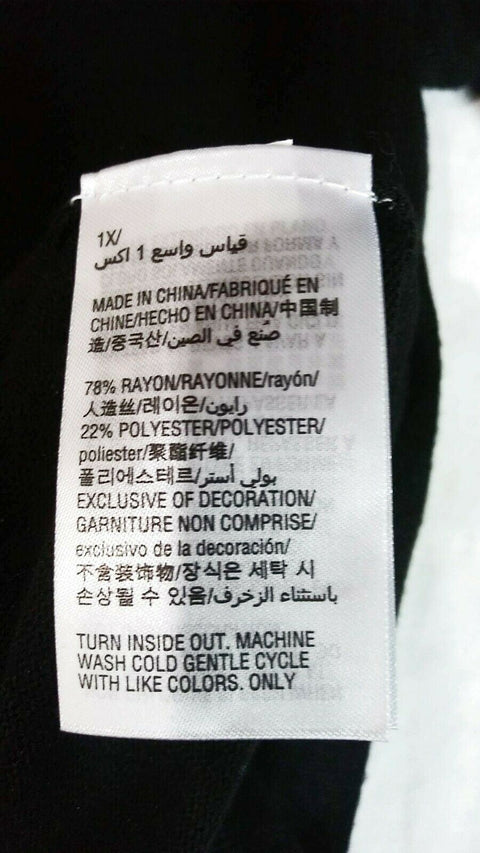 1X/
قياس واسع 1 اكس
MADE IN CHINA/FABRIQUÉ EN
CHINE/HECHO EN CHINA/中国制
造/중국산/صنع في الصين
78% RAYON/RAYONNE/rayón/
人造丝/레이온/رايون
22% POLYESTER/POLYESTER/
poliester/聚酯纤维/
폴리에스테르/بولي أستر
EXCLUSIVE OF DECORATION/
GARNITURE NON COMPRISE/
exclusivo de la decoración/
不含装饰物/장식은 세탁 시
손상될 수 있음/باستثناء الزخرف
TURN INSIDE OUT. MACHINE
WASH COLD GENTLE CYCLE
WITH LIKE COLORS. ONLY